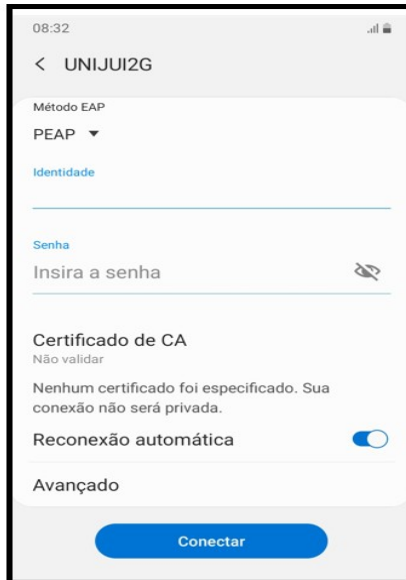 08:32
< UNIJUI2G
Método EAP
PEAP
Identidade
Senha
Insira a senha
Certificado de CA
Não validar
Nenhum certificado foi especificado. Sua
conexão não será privada.
Reconexão automática
Avançado
Conectar